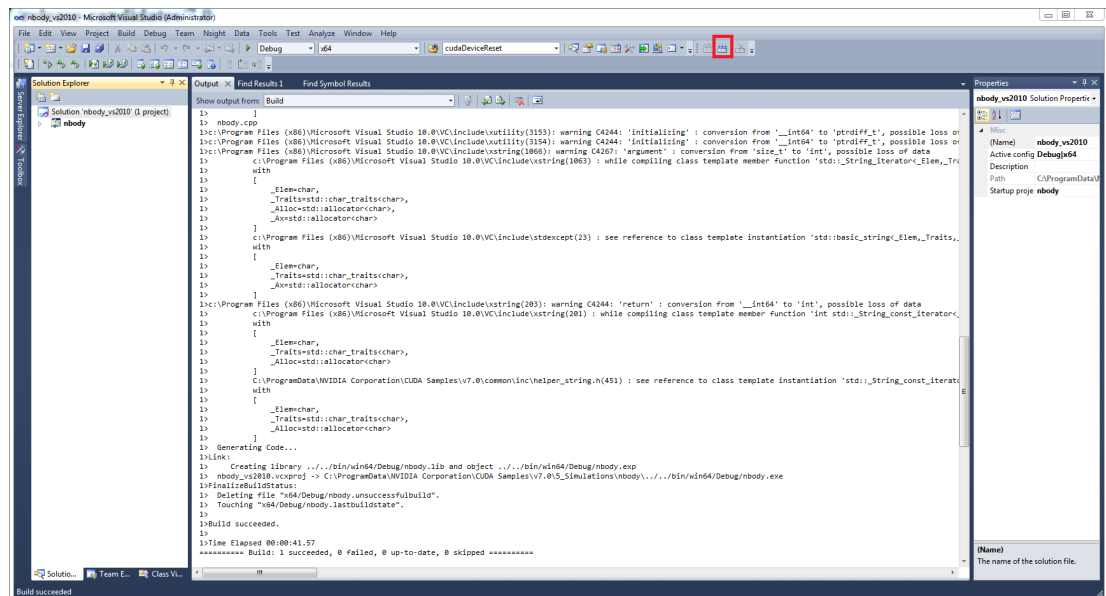 nbody_vs2010 - Microsoft Visual Studio (Administrator)
File Edit View Project Build Debug Team Nsight Data Tools Test Analyze Window Help
Debug x64 cudaDeviceReset
Server Explorer
Toolbox
Solution Explorer
Solution 'nbody_vs2010' (1 project)
nbody
Solutio... Team E... Class Vi...
Output Find Results 1 Find Symbol Results
Show output from: Build
1> ]
1> nbody.cpp
1>c:\Program Files (x86)\Microsoft Visual Studio 10.0\VC\include\xutility(3153): warning C4244: 'initializing' : conversion from '__int64' to 'ptrdiff_t', possible loss of
1>c:\Program Files (x86)\Microsoft Visual Studio 10.0\VC\include\xutility(3154): warning C4244: 'initializing' : conversion from '__int64' to 'ptrdiff_t', possible loss of
1>c:\Program Files (x86)\Microsoft Visual Studio 10.0\VC\include\xstring(1066): warning C4267: 'argument' : conversion from 'size_t' to 'int', possible loss of data
1> c:\Program Files (x86)\Microsoft Visual Studio 10.0\VC\include\xstring(1063) : while compiling class template member function 'std::_String_iterator<_Elem,_Tra
1> with
1> [
1> _Elem=char,
1> _Traits=std::char_traits<char>,
1> _Alloc=std::allocator<char>,
1> _Ax=std::allocator<char>
1> ]
1> c:\Program Files (x86)\Microsoft Visual Studio 10.0\VC\include\stdexcept(23) : see reference to class template instantiation 'std::basic_string<_Elem,_Traits,_
1> with
1> [
1> _Elem=char,
1> _Traits=std::char_traits<char>,
1> _Ax=std::allocator<char>
1> ]
1>c:\Program Files (x86)\Microsoft Visual Studio 10.0\VC\include\xstring(203): warning C4244: 'return' : conversion from '__int64' to 'int', possible loss of data
1> c:\Program Files (x86)\Microsoft Visual Studio 10.0\VC\include\xstring(201) : while compiling class template member function 'int std::_String_const_iterator<_
1> with
1> [
1> _Elem=char,
1> _Traits=std::char_traits<char>,
1> _Alloc=std::allocator<char>
1> ]
1> C:\ProgramData\NVIDIA Corporation\CUDA Samples\v7.0\common\inc\helper_string.h(451) : see reference to class template instantiation 'std::_String_const_iterato
1> with
1> [
1> _Elem=char,
1> _Traits=std::char_traits<char>,
1> _Alloc=std::allocator<char>
1> ]
1> Generating Code...
1>Link:
1> Creating library ../../bin/win64/Debug/nbody.lib and object ../../bin/win64/Debug/nbody.exp
1> nbody_vs2010.vcxproj -> C:\ProgramData\NVIDIA Corporation\CUDA Samples\v7.0\5_Simulations\nbody\../../bin/win64/Debug/nbody.exe
1>FinalizeBuildStatus:
1> Deleting file "x64/Debug/nbody.unsuccessfulbuild".
1> Touching "x64/Debug/nbody.lastbuildstate".
1>
1>Build succeeded.
1>
1>Time Elapsed 00:00:41.57
========== Build: 1 succeeded, 0 failed, 0 up-to-date, 0 skipped ==========
Properties
nbody_vs2010 Solution Propertie
Misc
(Name) nbody_vs2010
Active config Debug|x64
Description
Path C:\ProgramData\
Startup proje nbody
(Name)
The name of the solution file.
Build succeeded